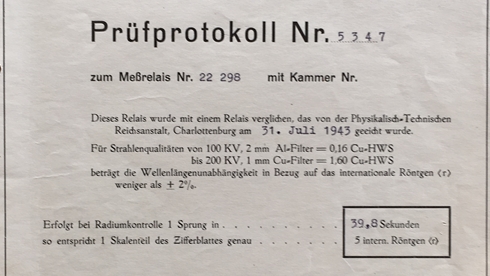 Prüfprotokoll Nr. 5347
zum Meßrelais Nr. 22 298 mit Kammer Nr.
Dieses Relais wurde mit einem Relais verglichen, das von der Physikalisch-Technischen
Reichsanstalt, Charlottenburg am 31. Juli 1943 geeicht wurde.
Für Strahlenqualitäten von 100 KV, 2 mm Al-Filter = 0,16 Cu-HWS
bis 200 KV, 1 mm Cu-Filter = 1,60 Cu-HWS
beträgt die Wellenlängenunabhängigkeit in Bezug auf das internationale Röntgen (r)
weniger als ± 2%.
Erfolgt bei Radiumkontrolle 1 Sprung in . . . . . . . . . . 39,8 Sekunden
so entspricht 1 Skalenteil des Zifferblattes genau . . . . . . . 5 intern. Röntgen (r)